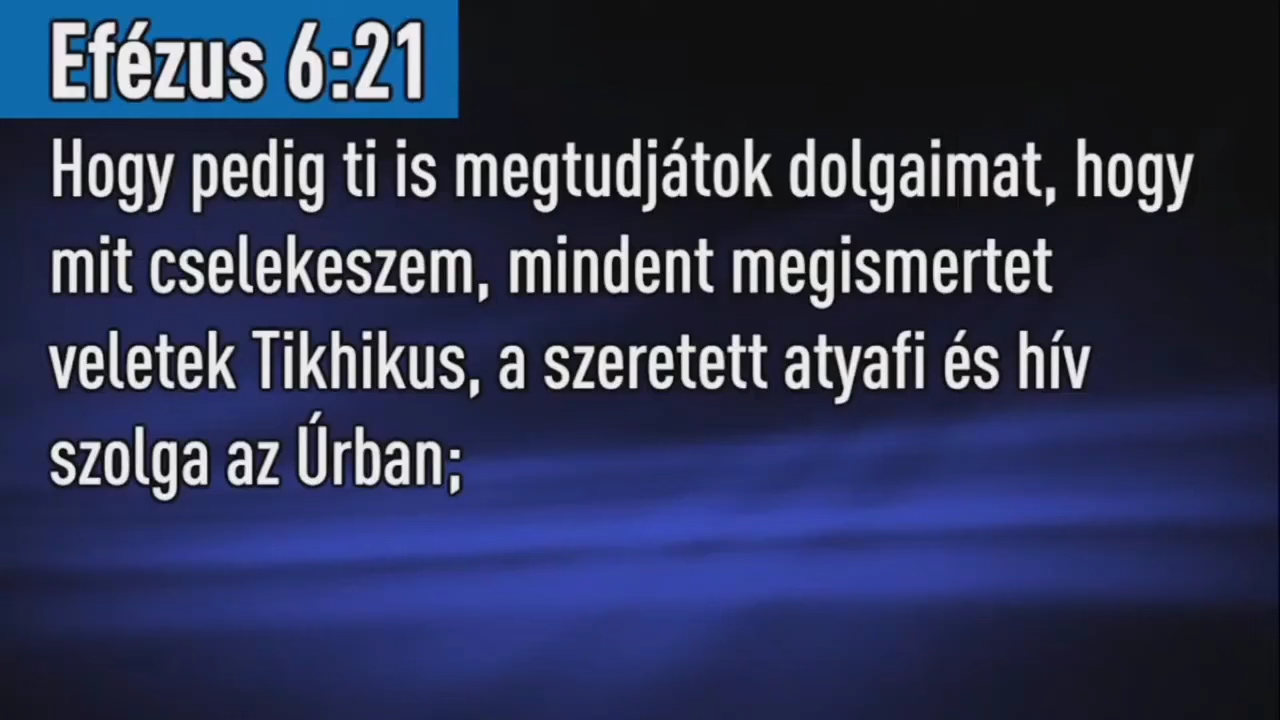 Efézus 6:21
Hogy pedig ti is megtudjátok dolgaimat, hogy
mit cselekeszem, mindent megismertet
veletek Tikhikus, a szeretett atyafi és hív
szolga az Úrban;